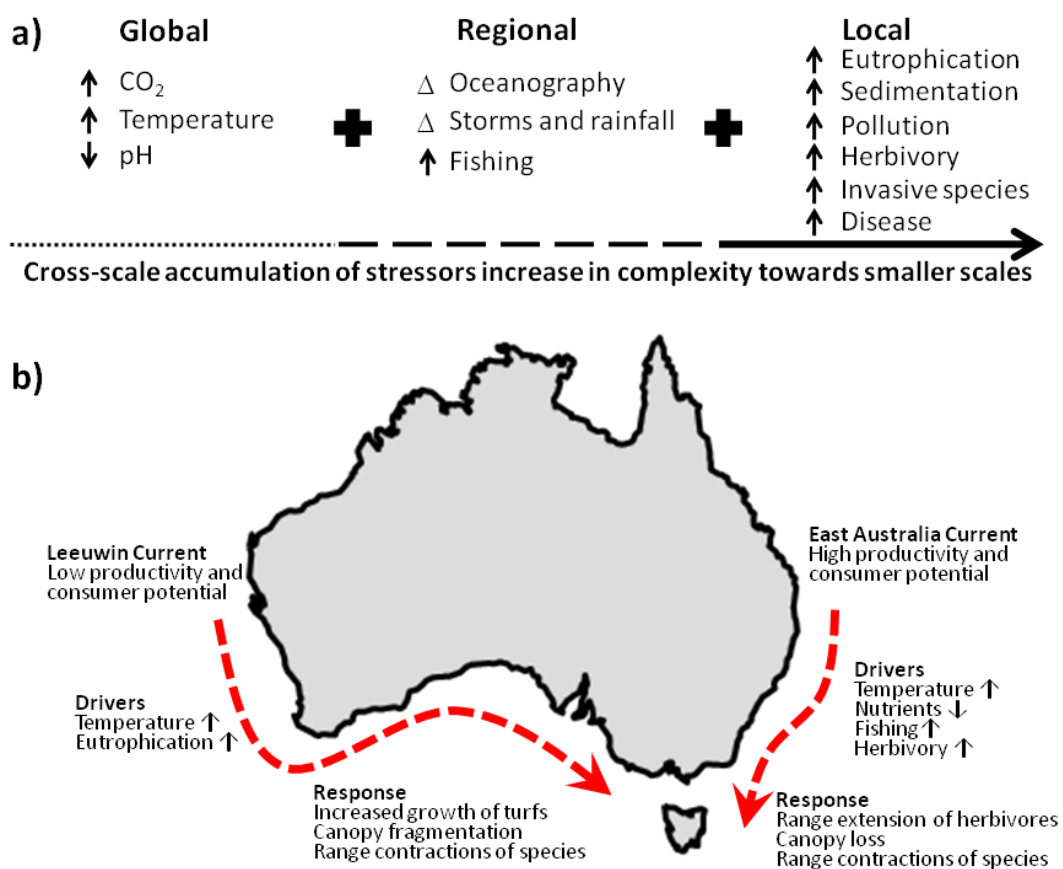 a)
Global
↑ CO₂
↑ Temperature
↓ pH
Regional
Δ Oceanography
Δ Storms and rainfall
↑ Fishing
Local
↑ Eutrophication
↑ Sedimentation
↑ Pollution
↑ Herbivory
↑ Invasive species
↑ Disease
Cross-scale accumulation of stressors increase in complexity towards smaller scales
b)
Leeuwin Current
Low productivity and
consumer potential
Drivers
Temperature ↑
Eutrophication ↑
Response
Increased growth of turfs
Canopy fragmentation
Range contractions of species
East Australia Current
High productivity and
consumer potential
Drivers
Temperature ↑
Nutrients ↓
Fishing ↑
Herbivory ↑
Response
Range extension of herbivores
Canopy loss
Range contractions of species